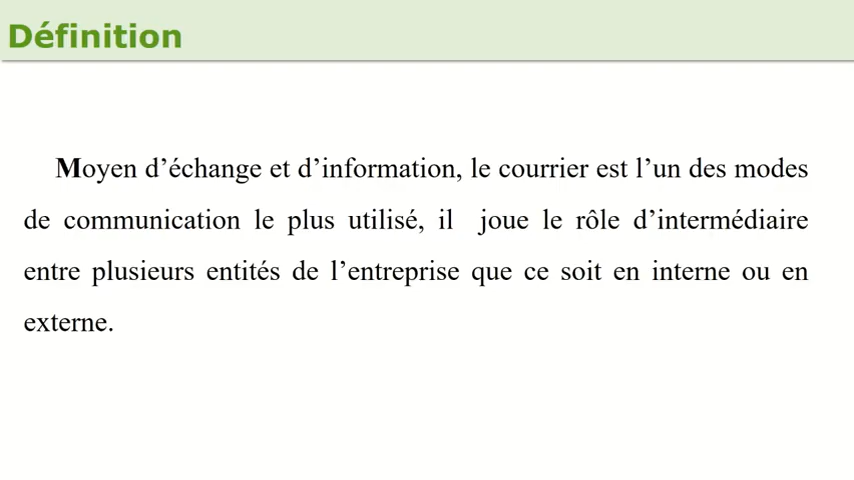 Définition
Moyen d’échange et d’information, le courrier est l’un des modes
de communication le plus utilisé, il joue le rôle d’intermédiaire
entre plusieurs entités de l’entreprise que ce soit en interne ou en
externe.